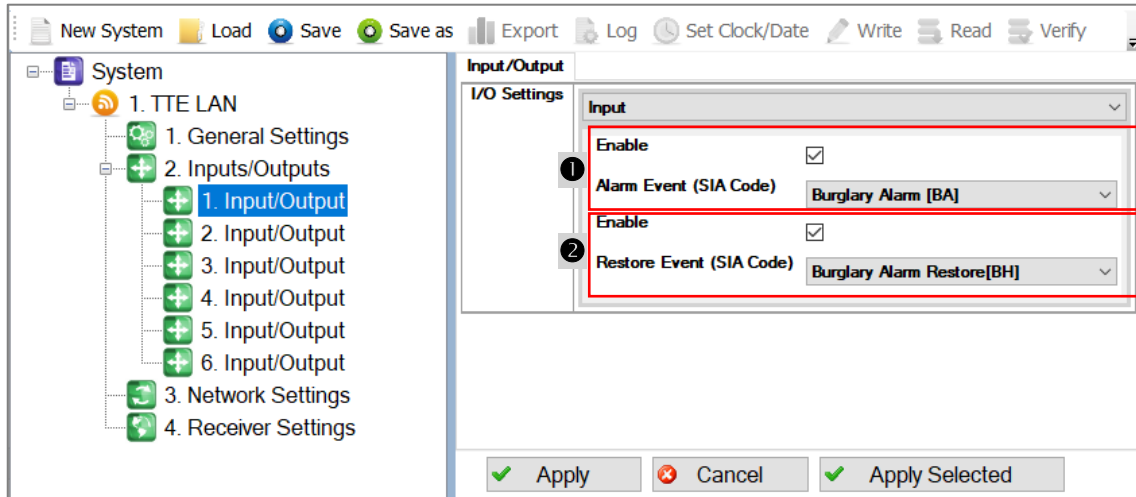 New System Load Save Save as Export Log Set Clock/Date Write Read Verify
System
1. TTE LAN
1. General Settings
2. Inputs/Outputs
1. Input/Output
2. Input/Output
3. Input/Output
4. Input/Output
5. Input/Output
6. Input/Output
3. Network Settings
4. Receiver Settings
Input/Output
I/O Settings
Input
1
Enable
Alarm Event (SIA Code)
Burglary Alarm [BA]
2
Enable
Restore Event (SIA Code)
Burglary Alarm Restore[BH]
Apply Cancel Apply Selected